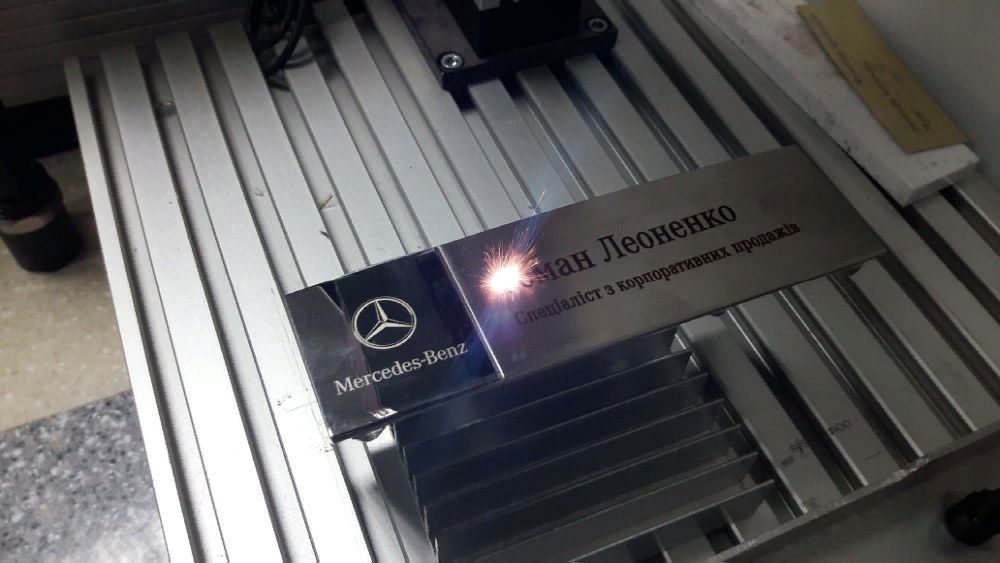 Mercedes-Benz
Леоненко
Спеціаліст з корпоративних продажів